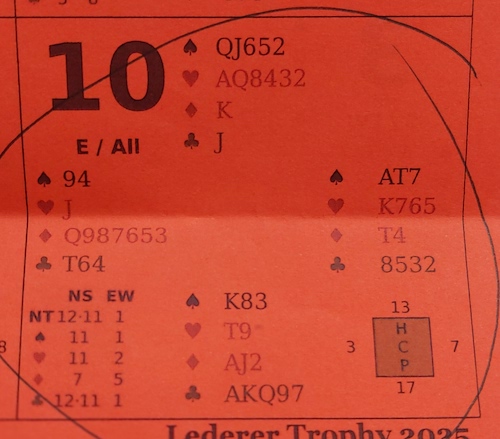 10
E / All
♠ QJ652
♥ AQ8432
♦ K
♣ J
♠ 94
♥ J
♦ Q987653
♣ T64
♠ AT7
♥ K765
♦ T4
♣ 8532
NS EW
NT 12·11 1
♠ 11 1
♥ 11 2
♦ 7 5
♣ 12·11 1
♠ K83
♥ T9
♦ AJ2
♣ AKQ97
13
3 H C P 7
17
8
Lederer Trophy 2025